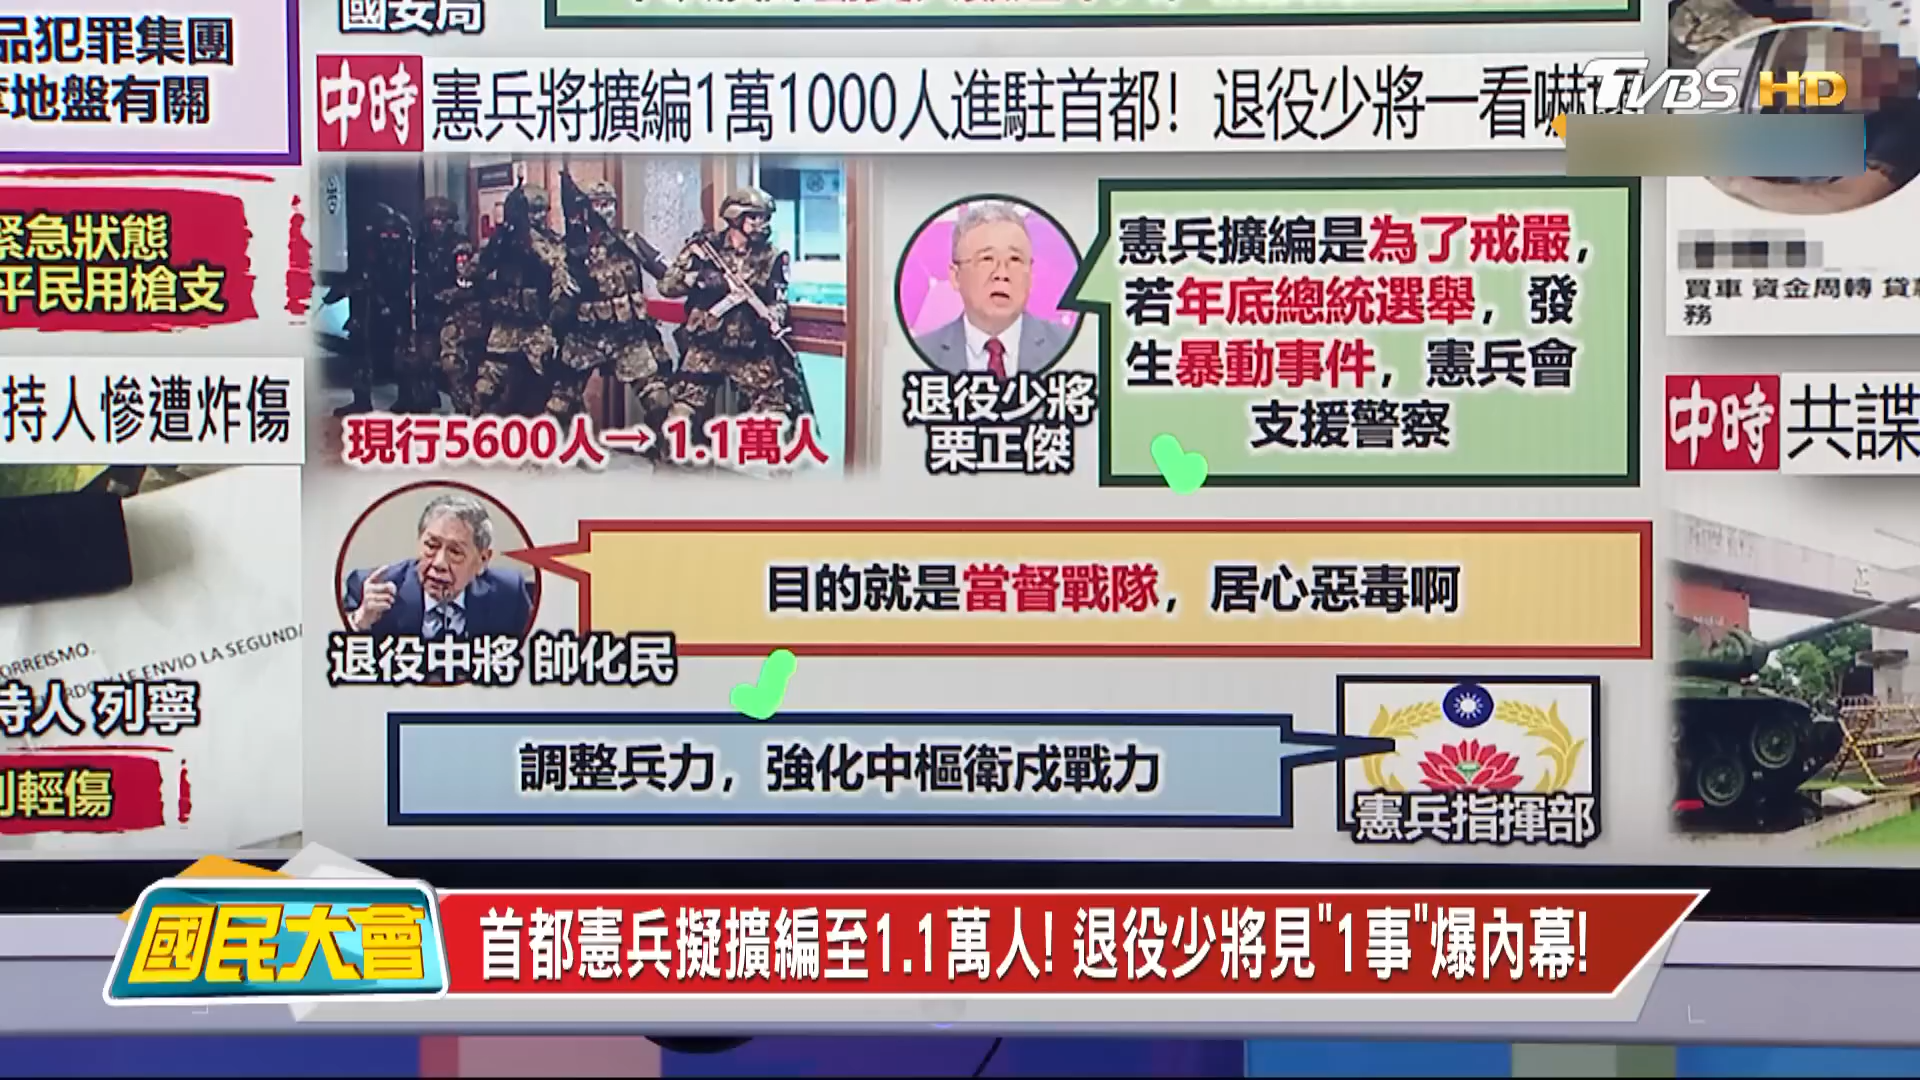 國安局
品犯罪集團
地盤有關
中時 憲兵將擴編1萬1000人進駐首都！退役少將一看嚇
TVBS HD
緊急狀態
平民用槍支
憲兵擴編是為了戒嚴，
若年底總統選舉，發
生暴動事件，憲兵會
支援警察
退役少將
栗正傑
現行5600人→1.1萬人
買車 資金周轉 貸
務
持人慘遭炸傷
中時 共諜
目的就是當督戰隊，居心惡毒啊
退役中將 帥化民
ORREISMO.
LE ENVIO LA SEGUNDA
持人 列寧
輕傷
調整兵力，強化中樞衛戍戰力
憲兵指揮部
國民大會
首都憲兵擬擴編至1.1萬人! 退役少將見"1事"爆內幕!